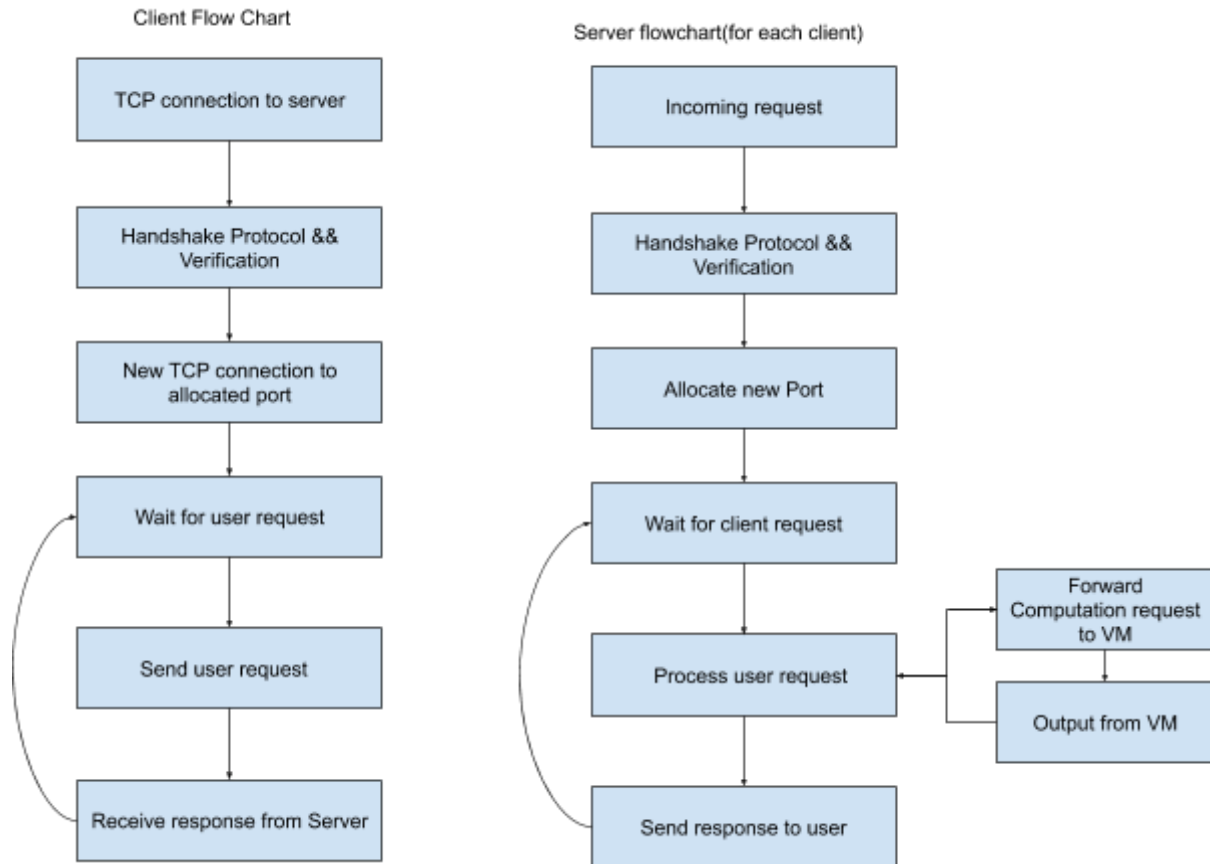 Client Flow Chart
TCP connection to server
Handshake Protocol &&
Verification
New TCP connection to
allocated port
Wait for user request
Send user request
Receive response from Server
Server flowchart(for each client)
Incoming request
Handshake Protocol &&
Verification
Allocate new Port
Wait for client request
Process user request
Send response to user
Forward
Computation request
to VM
Output from VM